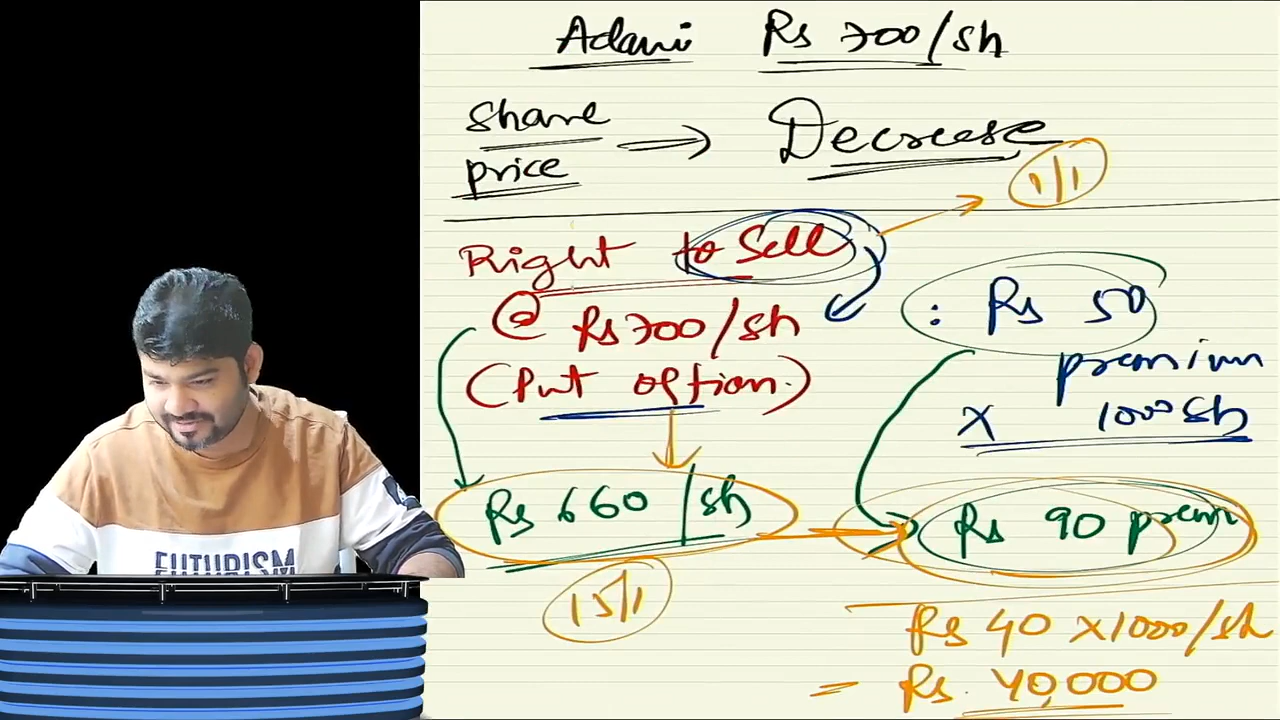 Adani Rs 700/sh
share price ⇒ Decrease
1/1
Right to Sell
@ Rs 700/sh
(Put option.)
: Rs 50
premium
x 1000 sh
Rs 660/sh
15/1
Rs 90 prem
Rs 40 x 1000/sh
= Rs. 40,000
FUTURISM